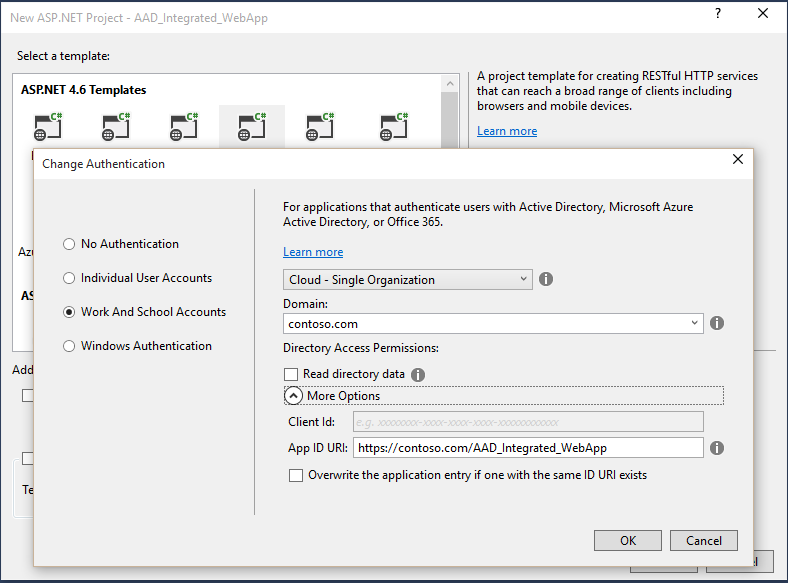 New ASP.NET Project - AAD_Integrated_WebApp
?
Select a template:
ASP.NET 4.6 Templates
C# C# C# C# C# C#
A project template for creating RESTful HTTP services
that can reach a broad range of clients including
browsers and mobile devices.
Learn more
Change Authentication
For applications that authenticate users with Active Directory, Microsoft Azure
Active Directory, or Office 365.
No Authentication
Learn more
Individual User Accounts
Cloud - Single Organization
Domain:
Work And School Accounts
contoso.com
Windows Authentication
Directory Access Permissions:
Read directory data
More Options
Client Id:
e.g. xxxxxxxx-xxxx-xxxx-xxxx-xxxxxxxxxxxx
App ID URI:
https://contoso.com/AAD_Integrated_WebApp
Overwrite the application entry if one with the same ID URI exists
OK
Cancel